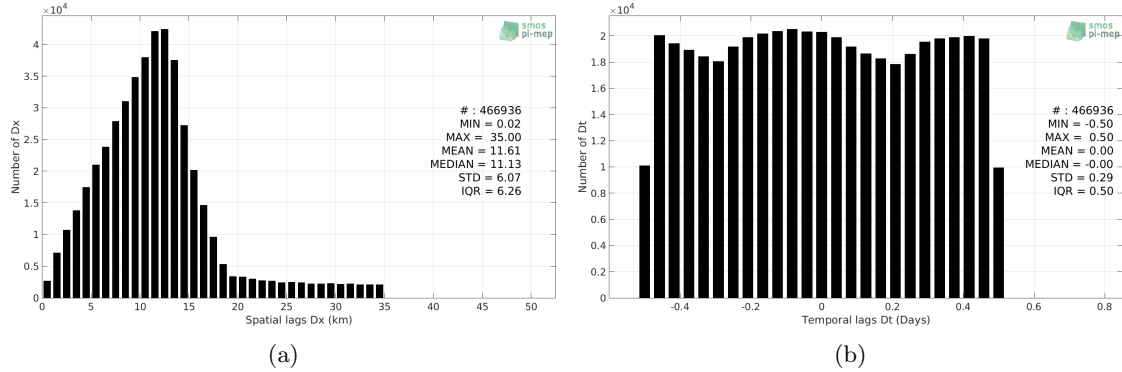 ×10⁴
smos
pi-mep
4
3.5
3
2.5
2
1.5
1
0.5
0
Number of Dx
# : 466936
MIN = 0.02
MAX = 35.00
MEAN = 11.61
MEDIAN = 11.13
STD = 6.07
IQR = 6.26
0 5 10 15 20 25 30 35 40 45 50
Spatial lags Dx (km)
(a)
×10⁴
smos
pi-mep
2
1.8
1.6
1.4
1.2
1
0.8
0.6
0.4
0.2
0
Number of Dt
# : 466936
MIN = -0.50
MAX = 0.50
MEAN = 0.00
MEDIAN = -0.00
STD = 0.29
IQR = 0.50
-0.4 -0.2 0 0.2 0.4 0.6 0.8
Temporal lags Dt (Days)
(b)